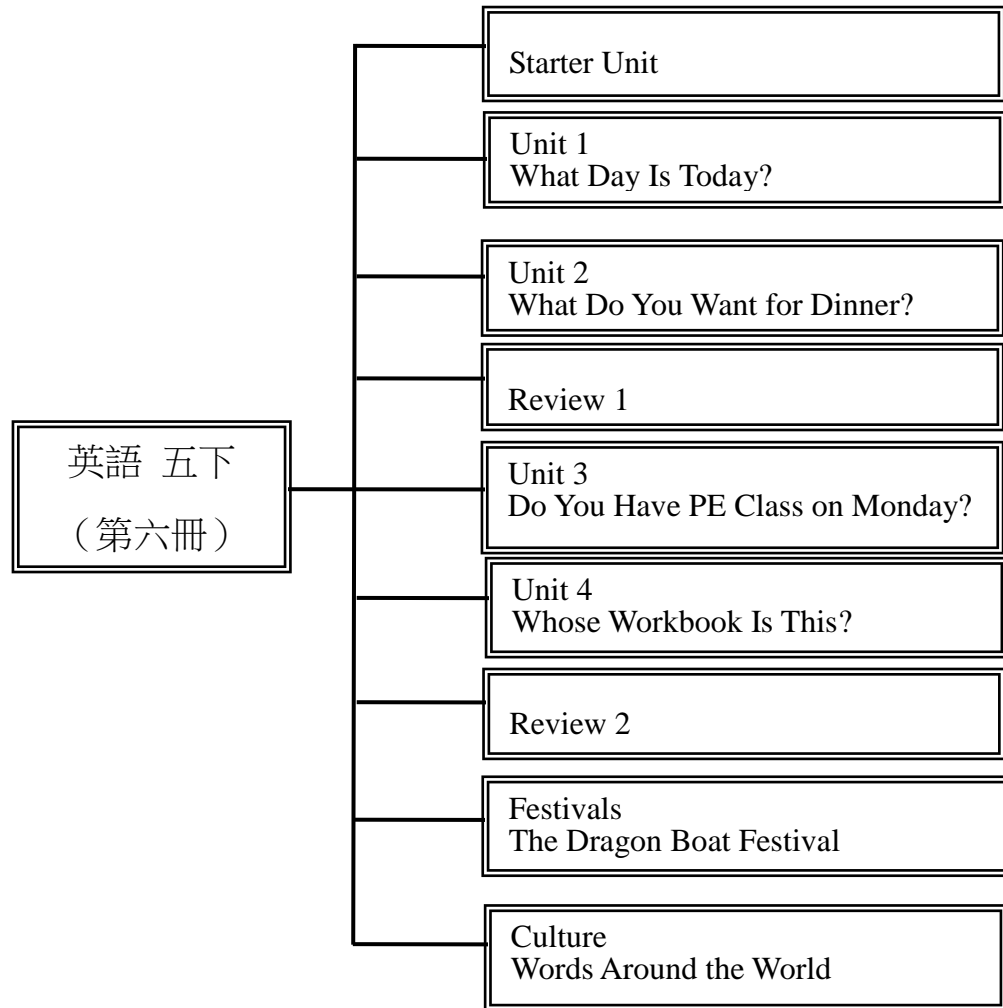 Starter Unit
Unit 1
What Day Is Today?
Unit 2
What Do You Want for Dinner?
Review 1
英語 五下
（第六冊）
Unit 3
Do You Have PE Class on Monday?
Unit 4
Whose Workbook Is This?
Review 2
Festivals
The Dragon Boat Festival
Culture
Words Around the World